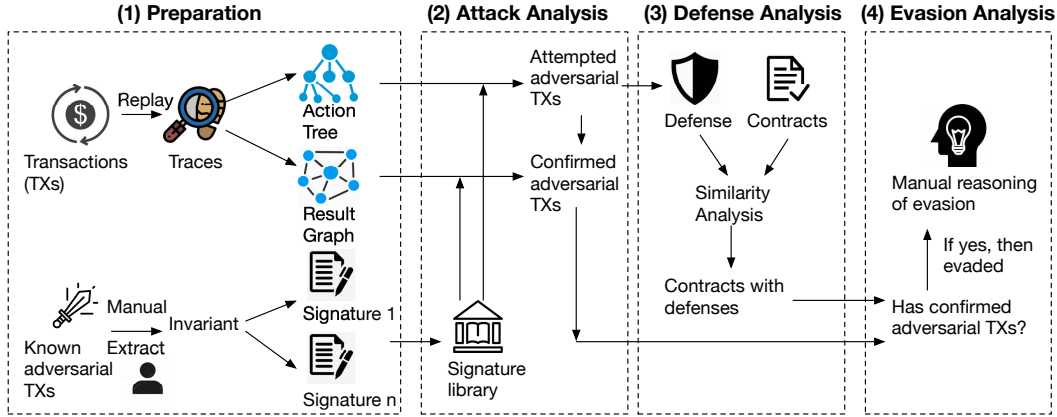 (1) Preparation
(2) Attack Analysis
(3) Defense Analysis
(4) Evasion Analysis
Replay
Transactions
(TXs)
Traces
Action
Tree
Result
Graph
Known
adversarial
TXs
Manual
Extract
Invariant
Signature 1
Signature n
Attempted
adversarial
TXs
Confirmed
adversarial
TXs
Signature
library
Defense
Contracts
Similarity
Analysis
Contracts with
defenses
Manual reasoning
of evasion
If yes, then
evaded
Has confirmed
adversarial TXs?